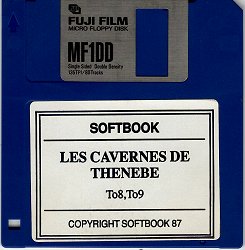 FUJI FILM
MICRO FLOPPY DISK
MF1DD
Single Sided Double Density
135TPI/80Tracks
SOFTBOOK
LES CAVERNES DE
THENEBE
To8,To9
COPYRIGHT SOFTBOOK 87